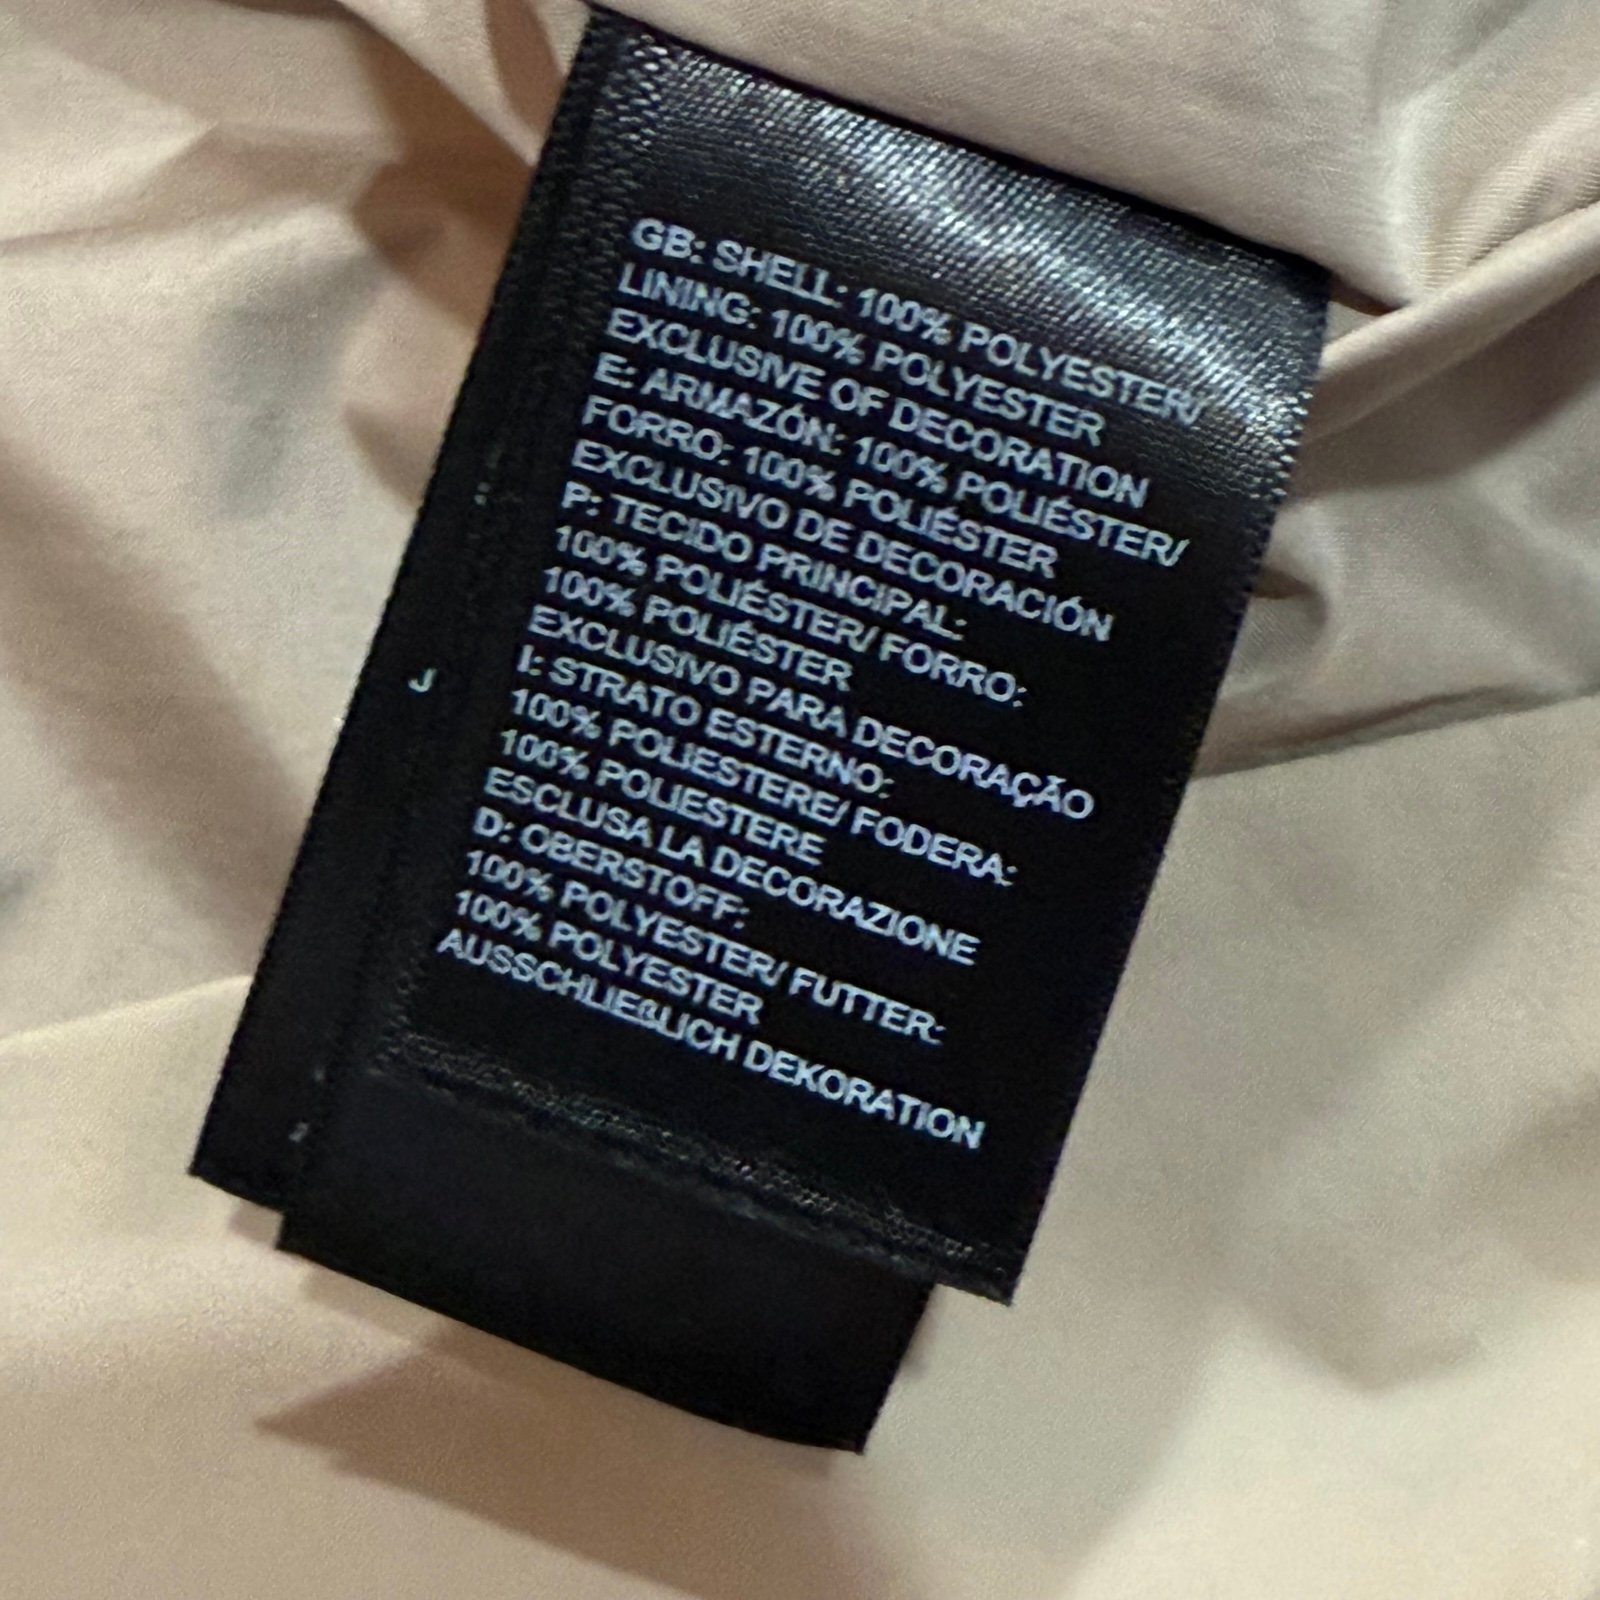 GB: SHELL: 100% POLYESTER/
LINING: 100% POLYESTER
EXCLUSIVE OF DECORATION
E: ARMAZÓN: 100% POLIÉSTER/
FORRO: 100% POLIÉSTER
EXCLUSIVO DE DECORACIÓN
P: TECIDO PRINCIPAL:
100% POLIÉSTER/ FORRO:
100% POLIÉSTER
EXCLUSIVO PARA DECORAÇÃO
I: STRATO ESTERNO:
100% POLIESTERE/ FODERA:
100% POLIESTERE
ESCLUSA LA DECORAZIONE
D: OBERSTOFF:
100% POLYESTER/ FUTTER:
100% POLYESTER
AUSSCHLIEßLICH DEKORATION
J